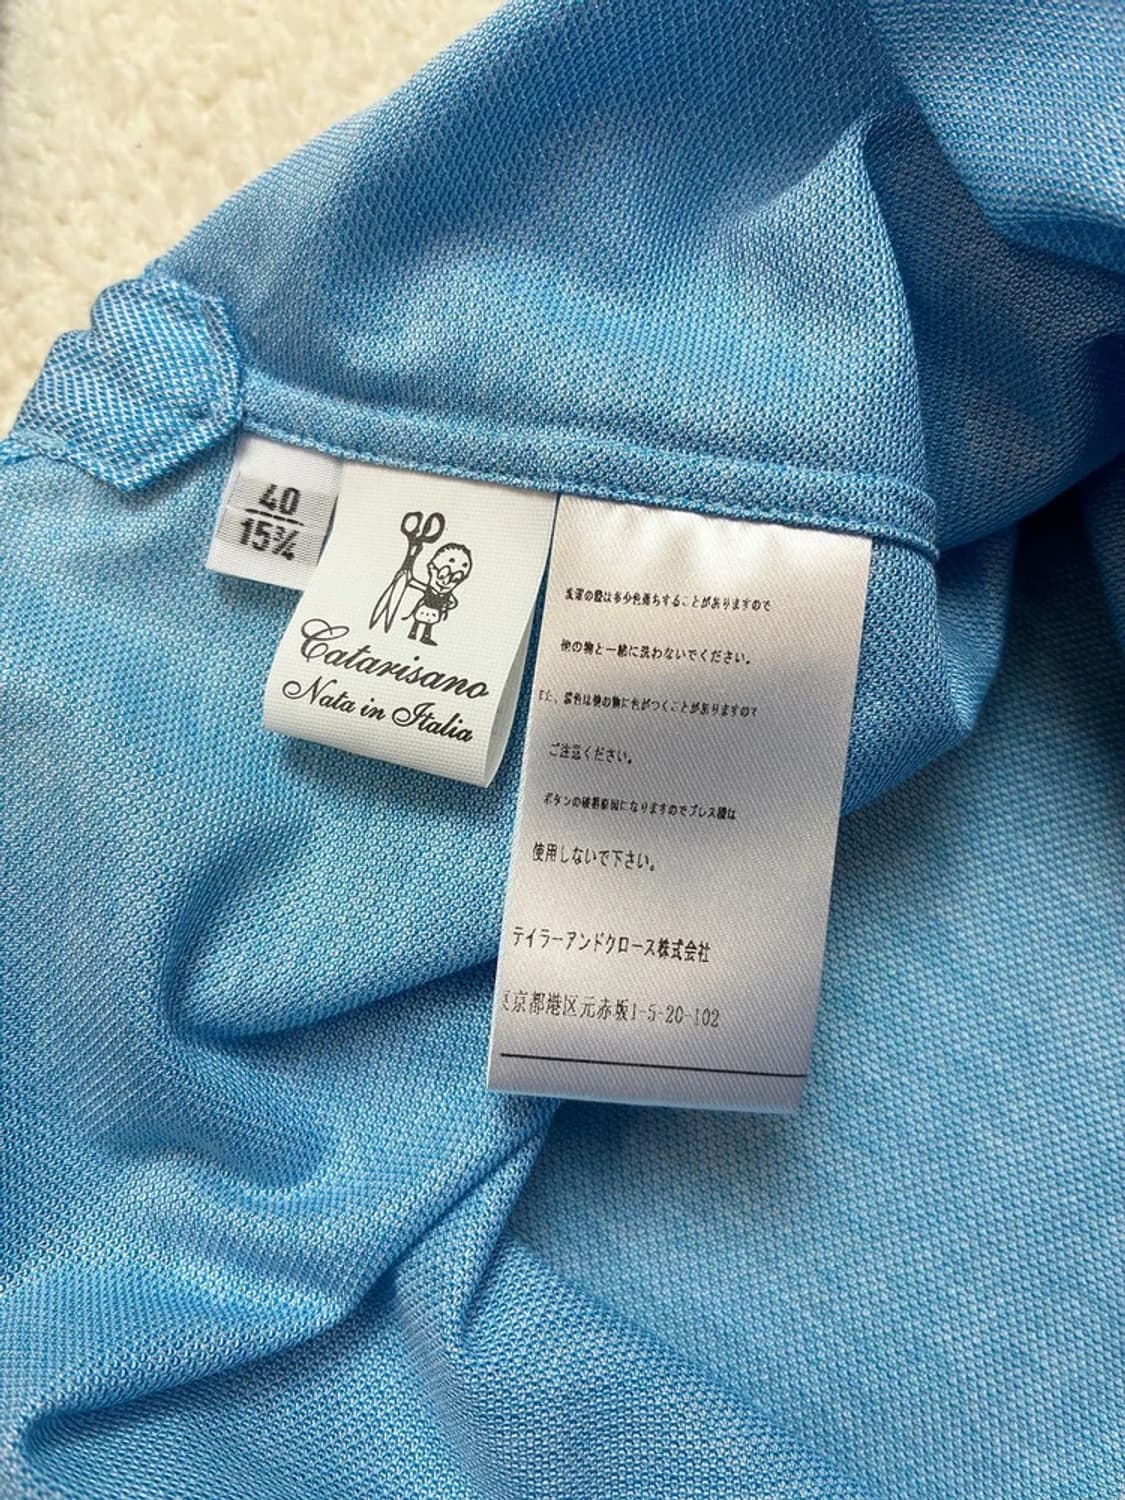 40
15¾
Catarisano
Nata in Italia
洗濯の際は多少色落ちすることがありますので
他の物と一緒に洗わないでください。
また、濃色は他の物に色がつくことがありますので
ご注意ください。
ボタンの破損原因になりますのでプレス機は
使用しないで下さい。
テイラーアンドクロース株式会社
東京都港区元赤坂1-5-20-102